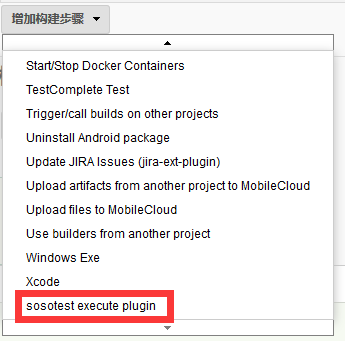 增加构建步骤
Start/Stop Docker Containers
TestComplete Test
Trigger/call builds on other projects
Uninstall Android package
Update JIRA Issues (jira-ext-plugin)
Upload artifacts from another project to MobileCloud
Upload files to MobileCloud
Use builders from another project
Windows Exe
Xcode
sosotest execute plugin